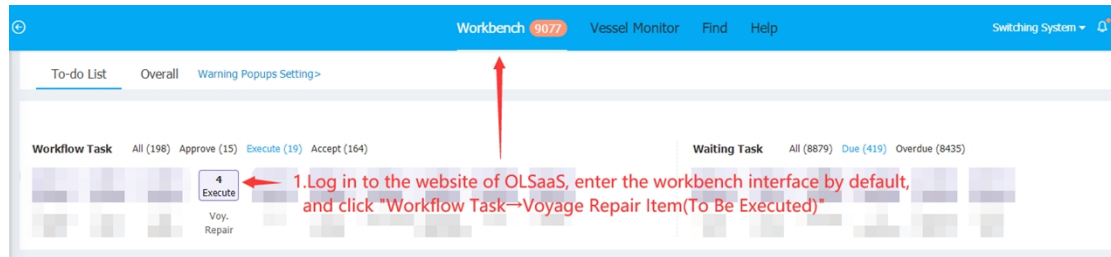 Workbench 9077 Vessel Monitor Find Help Switching System
To-do List Overall Warning Popups Setting>
Workflow Task All (198) Approve (15) Execute (19) Accept (164) Waiting Task All (8879) Due (419) Overdue (8435)
4
Execute
Voy.
Repair
1.Log in to the website of OLSaaS, enter the workbench interface by default,
and click "Workflow Task→Voyage Repair Item(To Be Executed)"